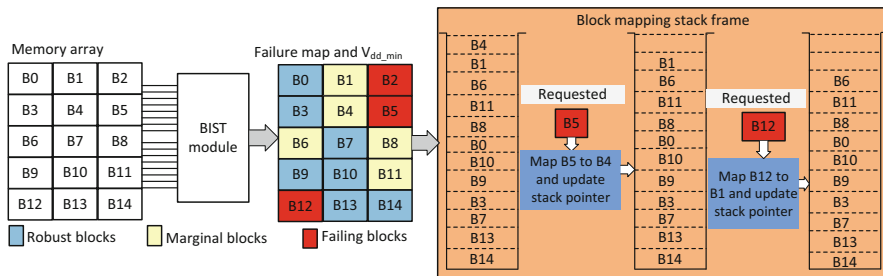 Memory array
B0 B1 B2
B3 B4 B5
B6 B7 B8
B9 B10 B11
B12 B13 B14
BIST
module
Failure map and Vdd_min
B0 B1 B2
B3 B4 B5
B6 B7 B8
B9 B10 B11
B12 B13 B14
Robust blocks
Marginal blocks
Failing blocks
Block mapping stack frame
B4
B1
B6
B11
B8
B0
B10
B9
B3
B7
B13
B14
Requested
B5
Map B5 to B4
and update
stack pointer
B1
B6
B11
B8
B0
B10
B9
B3
B7
B13
B14
Requested
B12
Map B12 to
B1 and update
stack pointer
B6
B11
B8
B0
B10
B9
B3
B7
B13
B14